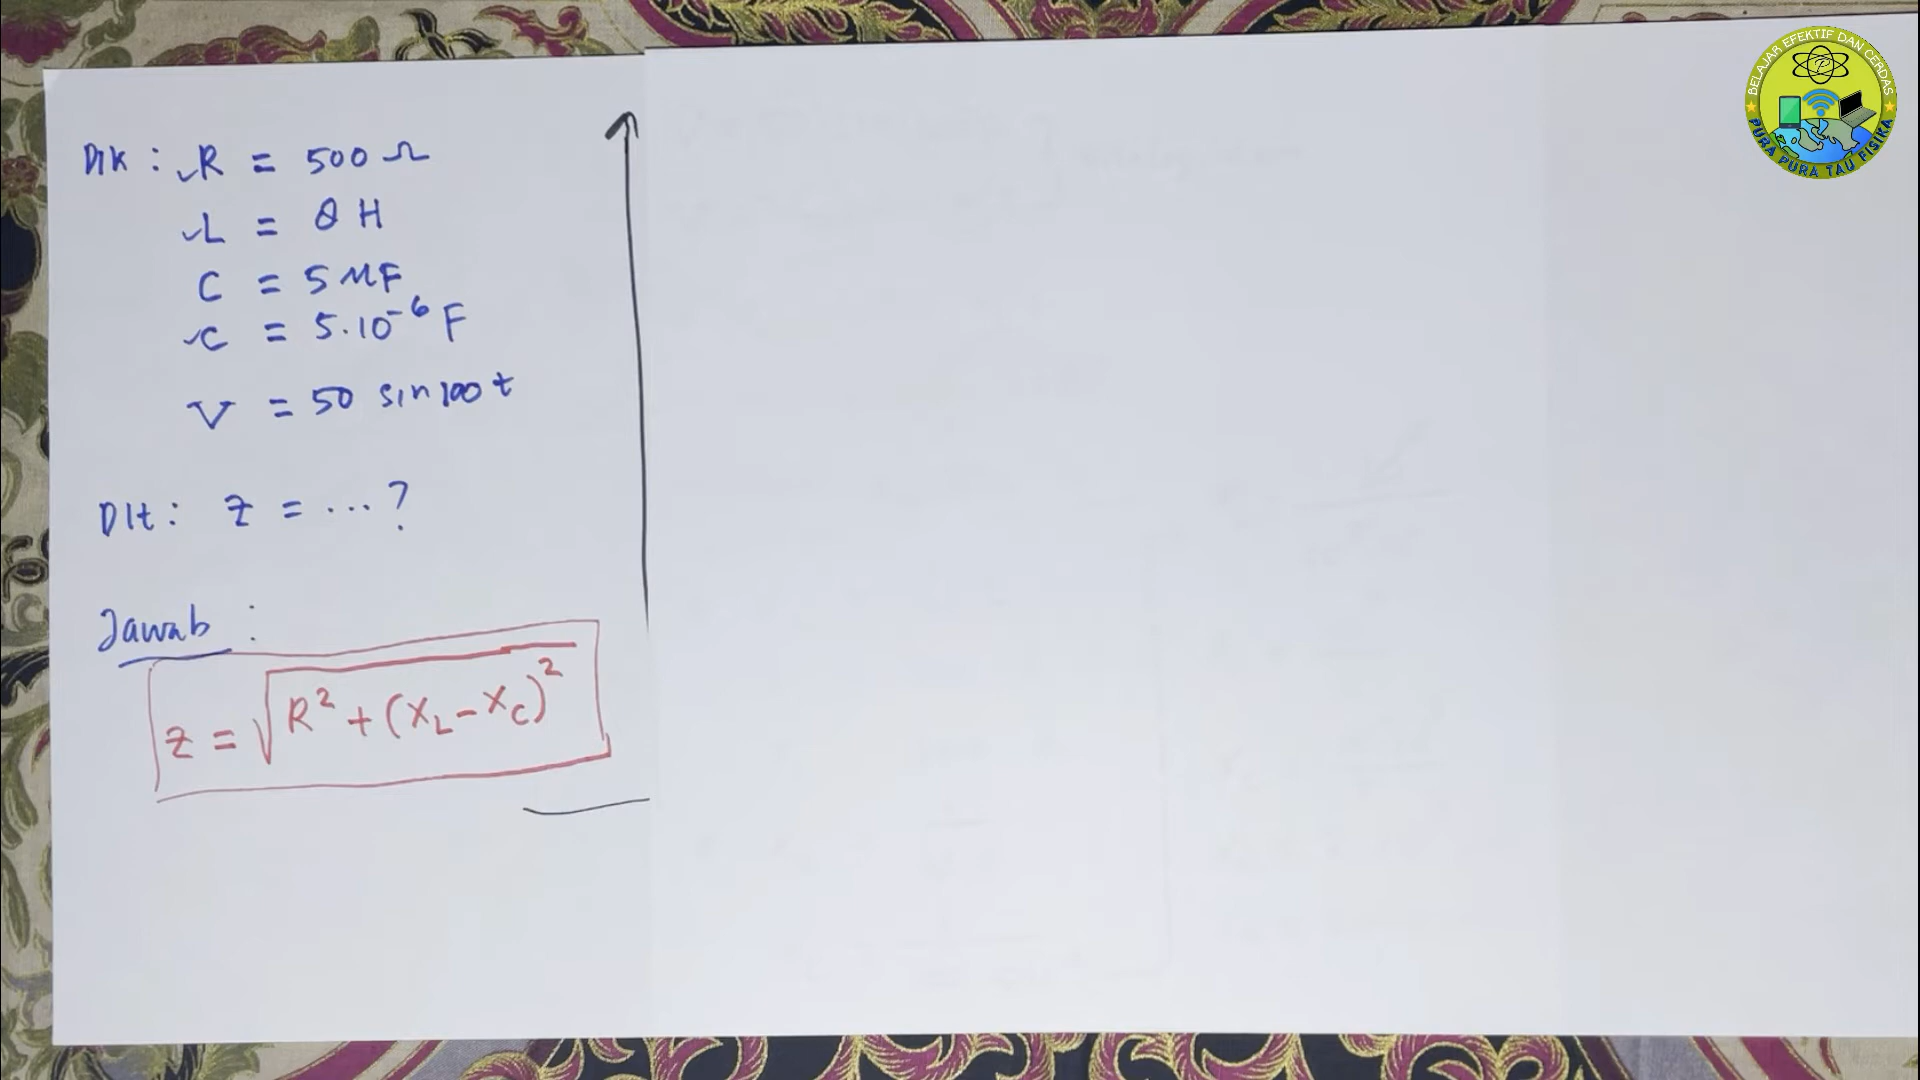 Dik : R = 500 Ω
L = 8 H
C = 5 μF
C = 5.10⁻⁶ F
V = 50 sin 100 t
Dit : Z = ... ?
Jawab :
Z = √R² + (X_L - X_C)²
BELAJAR EFEKTIF DAN CERDAS
PURA PURA TAU FISIKA